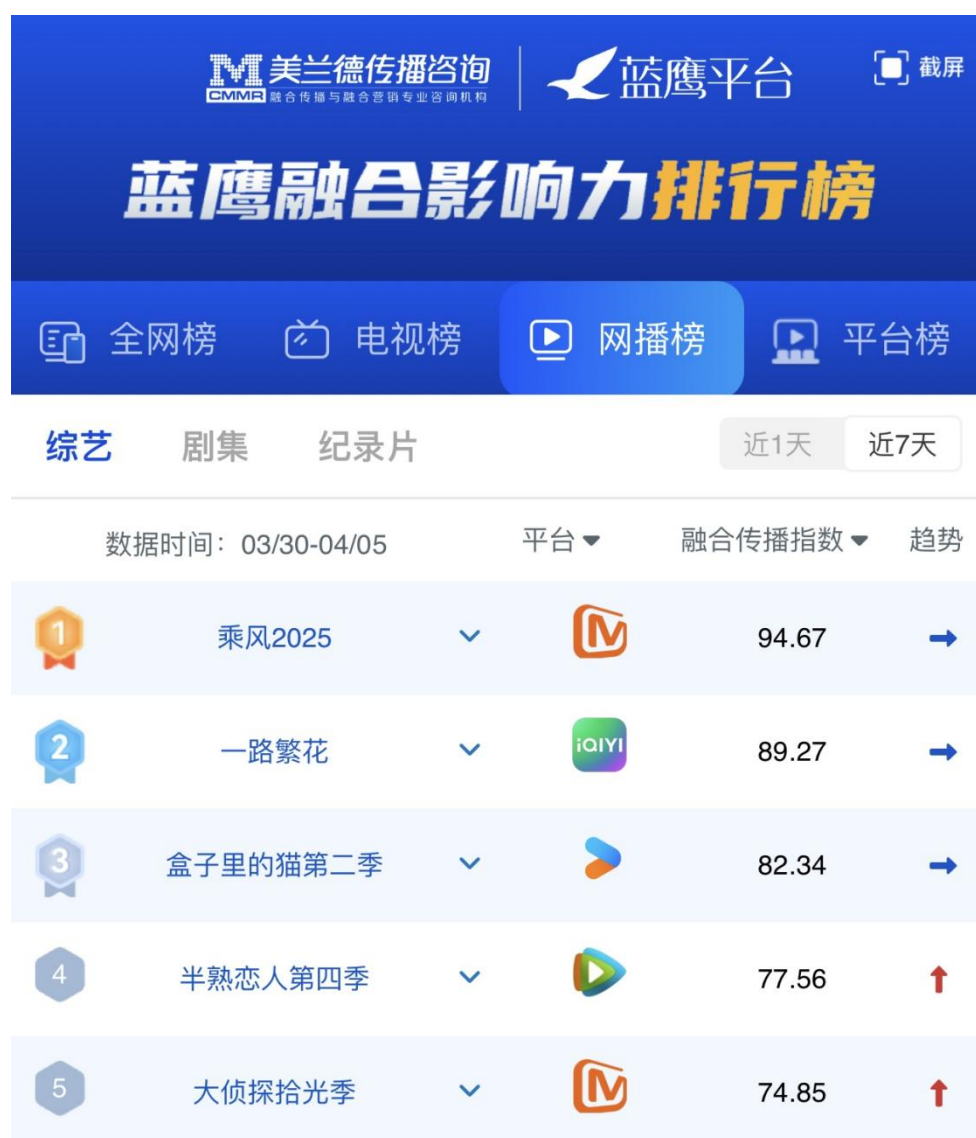 美兰德传播咨询
CMMR 融合传播与融合营销专业咨询机构
蓝鹰平台
截屏
蓝鹰融合影响力排行榜
全网榜 电视榜 网播榜 平台榜
综艺 剧集 纪录片 近1天 近7天
数据时间：03/30-04/05 平台 融合传播指数 趋势
1 乘风2025 94.67
2 一路繁花 iQIYI 89.27
3 盒子里的猫第二季 82.34
4 半熟恋人第四季 77.56
5 大侦探拾光季 74.85